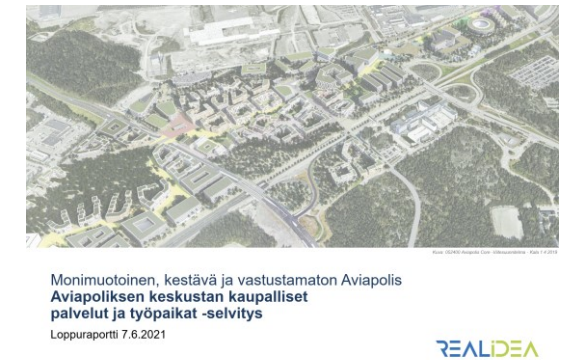 Monimuotoinen, kestävä ja vastustamaton Aviapolis
Aviapoliksen keskustan kaupalliset
palvelut ja työpaikat -selvitys
Loppuraportti 7.6.2021
REALIDEA